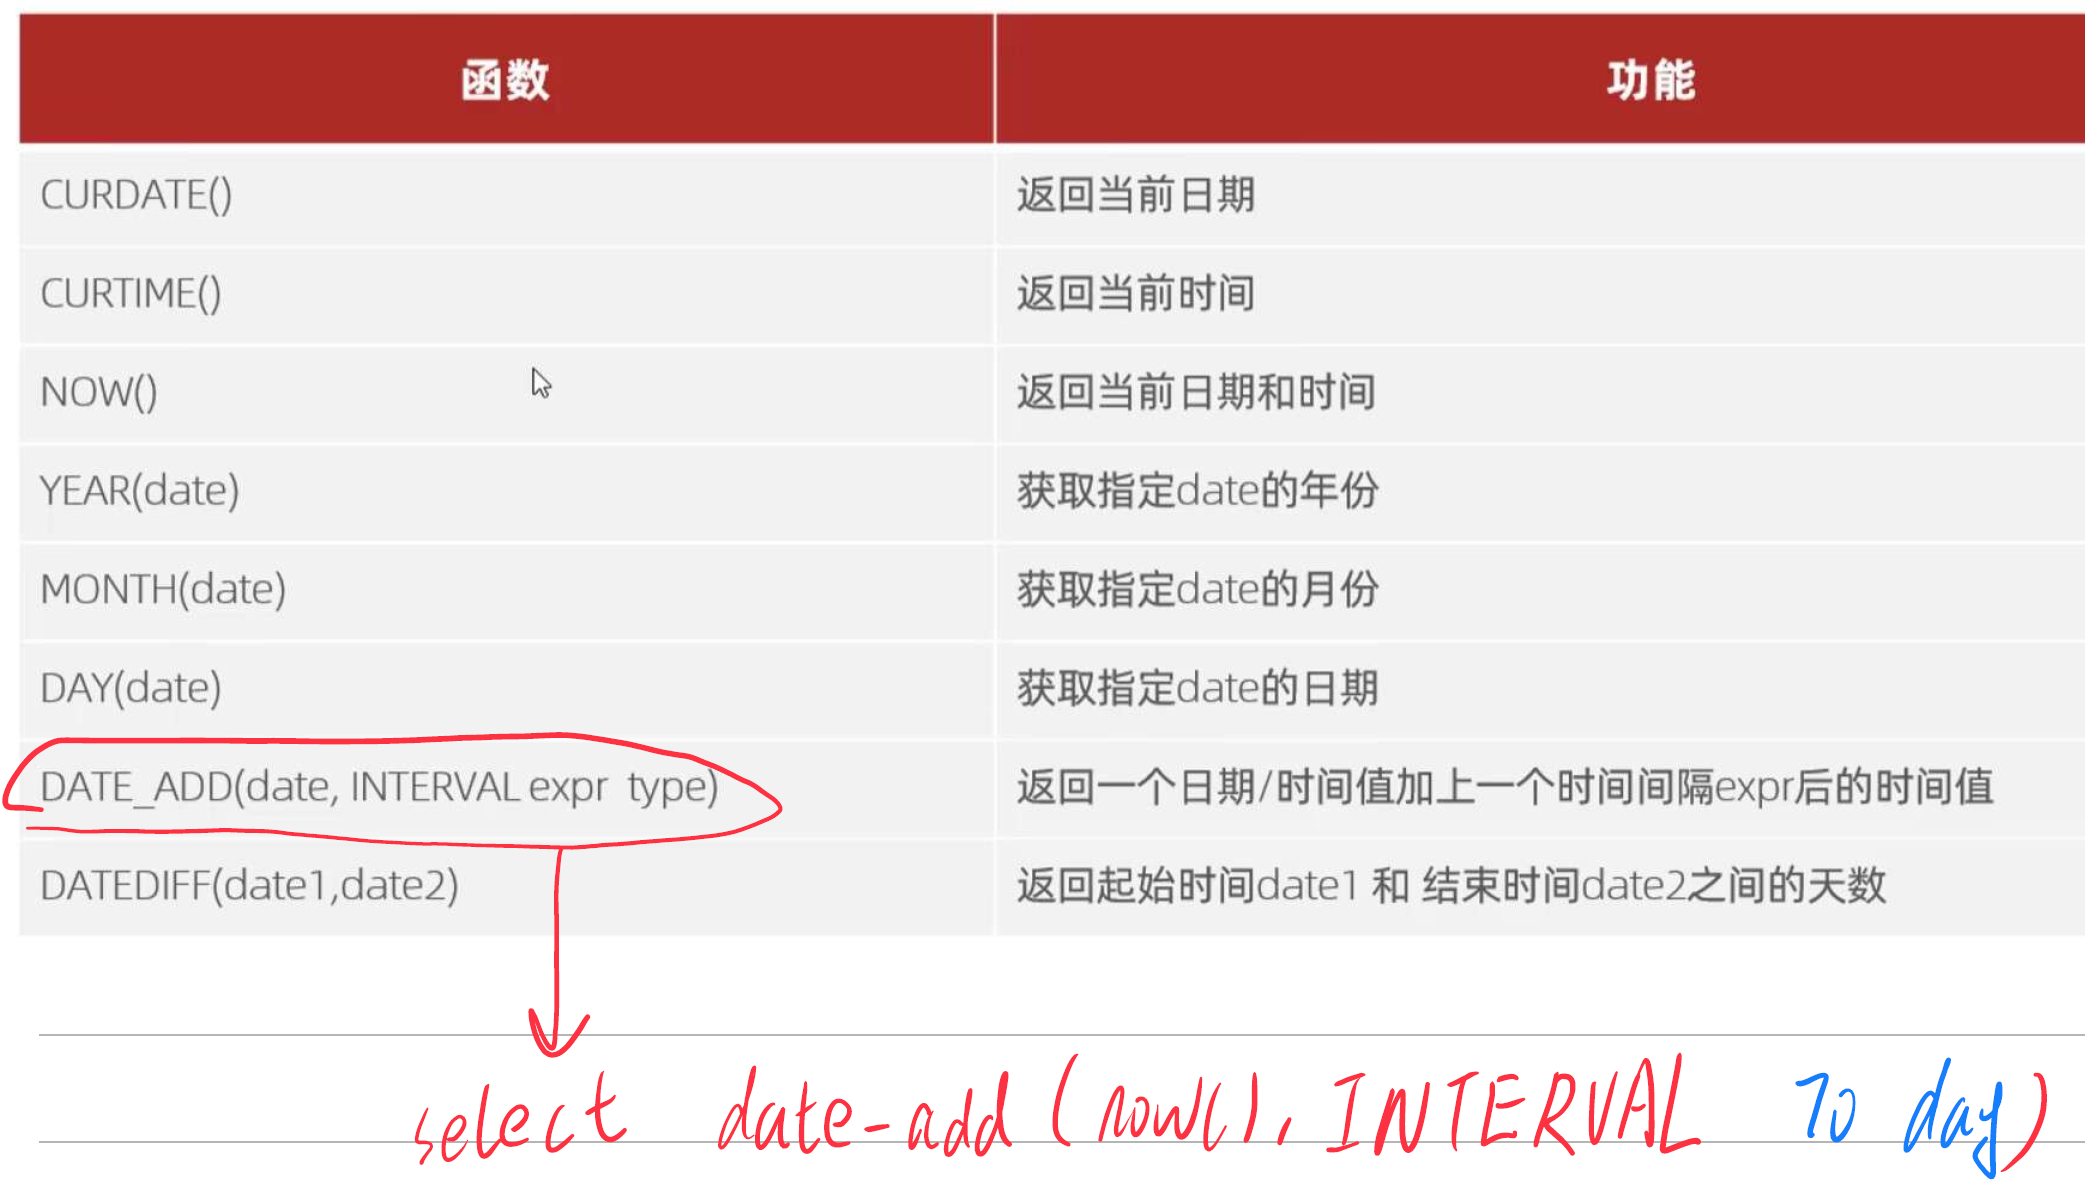 函数 功能
CURDATE() 返回当前日期
CURTIME() 返回当前时间
NOW() 返回当前日期和时间
YEAR(date) 获取指定date的年份
MONTH(date) 获取指定date的月份
DAY(date) 获取指定date的日期
DATE_ADD(date, INTERVAL expr type) 返回一个日期/时间值加上一个时间间隔expr后的时间值
DATEDIFF(date1,date2) 返回起始时间date1 和 结束时间date2之间的天数
select date-add (now(), INTERVAL 70 day)